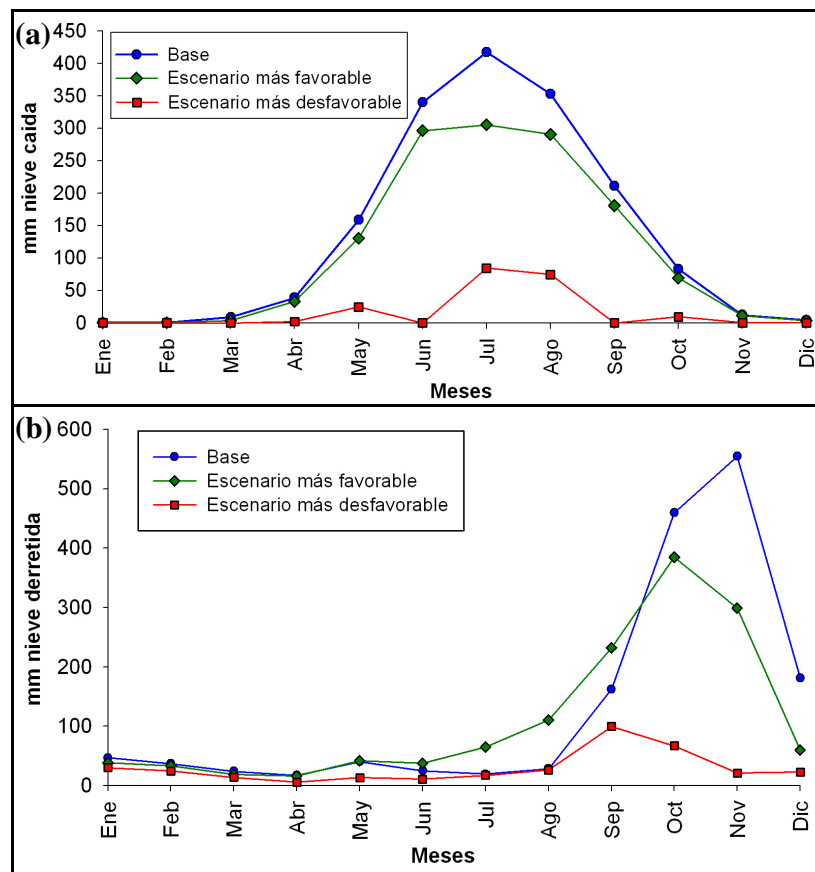 (a)
450
400
350
300
250
200
150
100
50
0
mm nieve caida
Base
Escenario más favorable
Escenario más desfavorable
Ene Feb Mar Abr May Jun Jul Ago Sep Oct Nov Dic
Meses
(b)
600
500
400
300
200
100
0
mm nieve derretida
Base
Escenario más favorable
Escenario más desfavorable
Ene Feb Mar Abr May Jun Jul Ago Sep Oct Nov Dic
Meses